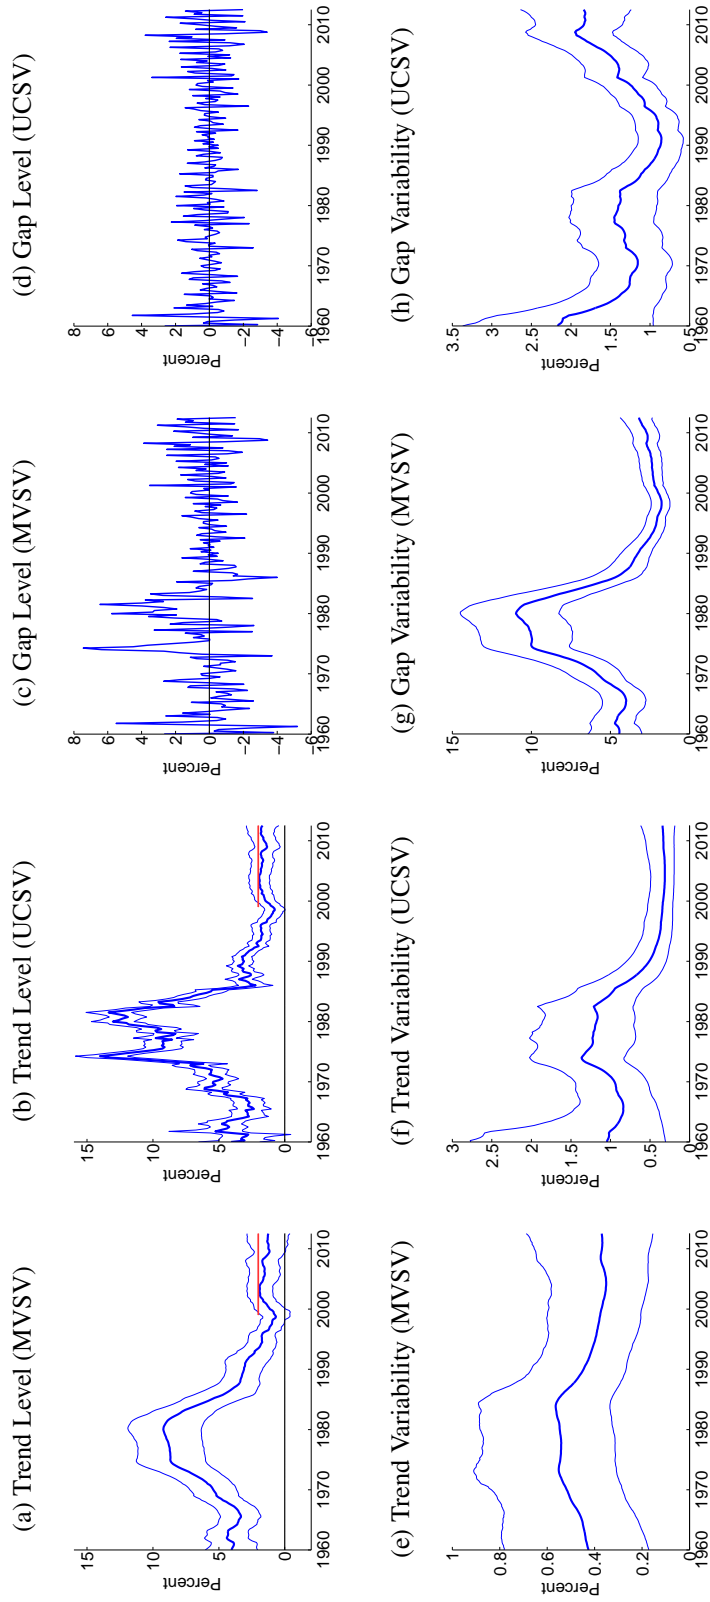 (a) Trend Level (MVSV)
15
10
5
0
Percent
1960 1970 1980 1990 2000 2010
(b) Trend Level (UCSV)
15
10
5
0
Percent
1960 1970 1980 1990 2000 2010
(c) Gap Level (MVSV)
8
6
4
2
0
−2
−4
−6
Percent
1960 1970 1980 1990 2000 2010
(d) Gap Level (UCSV)
8
6
4
2
0
−2
−4
−6
Percent
1960 1970 1980 1990 2000 2010
(e) Trend Variability (MVSV)
1
0.8
0.6
0.4
0.2
0
Percent
1960 1970 1980 1990 2000 2010
(f) Trend Variability (UCSV)
3
2.5
2
1.5
1
0.5
0
Percent
1960 1970 1980 1990 2000 2010
(g) Gap Variability (MVSV)
15
10
5
0
Percent
1960 1970 1980 1990 2000 2010
(h) Gap Variability (UCSV)
3.5
3
2.5
2
1.5
1
0.5
Percent
1960 1970 1980 1990 2000 2010